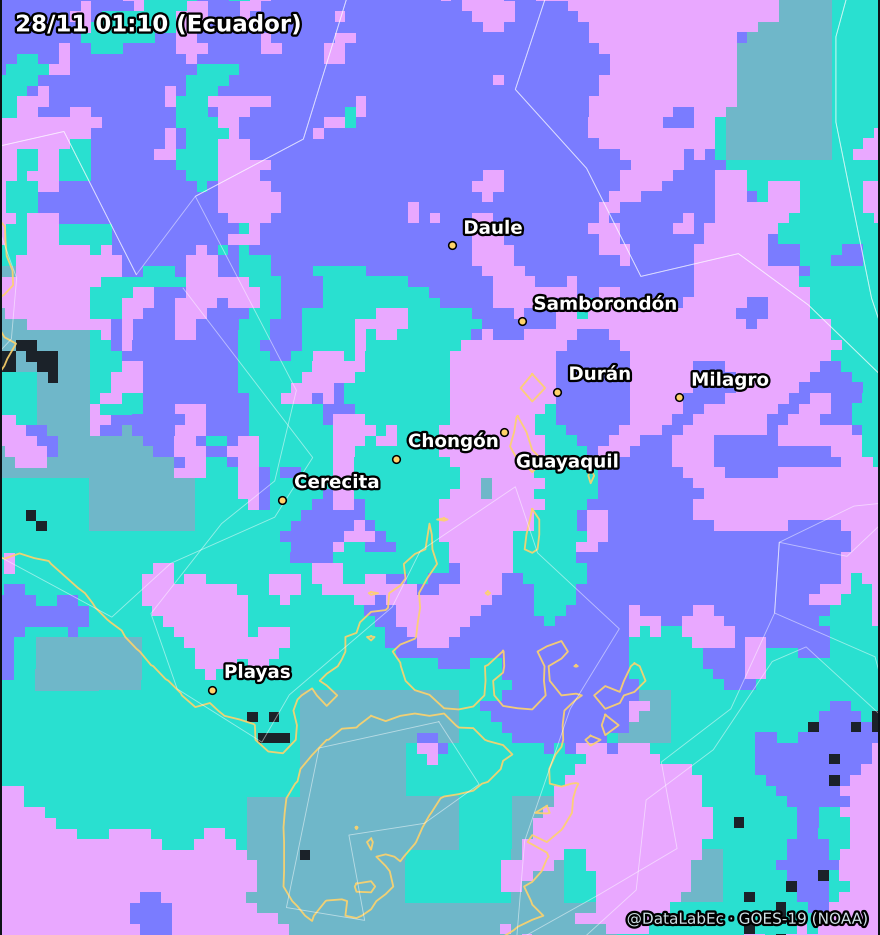 28/11 01:10 (Ecuador)
Daule
Samborondón
Durán
Milagro
Chongón
Guayaquil
Cerecita
Playas
@DataLabEc · GOES-19 (NOAA)